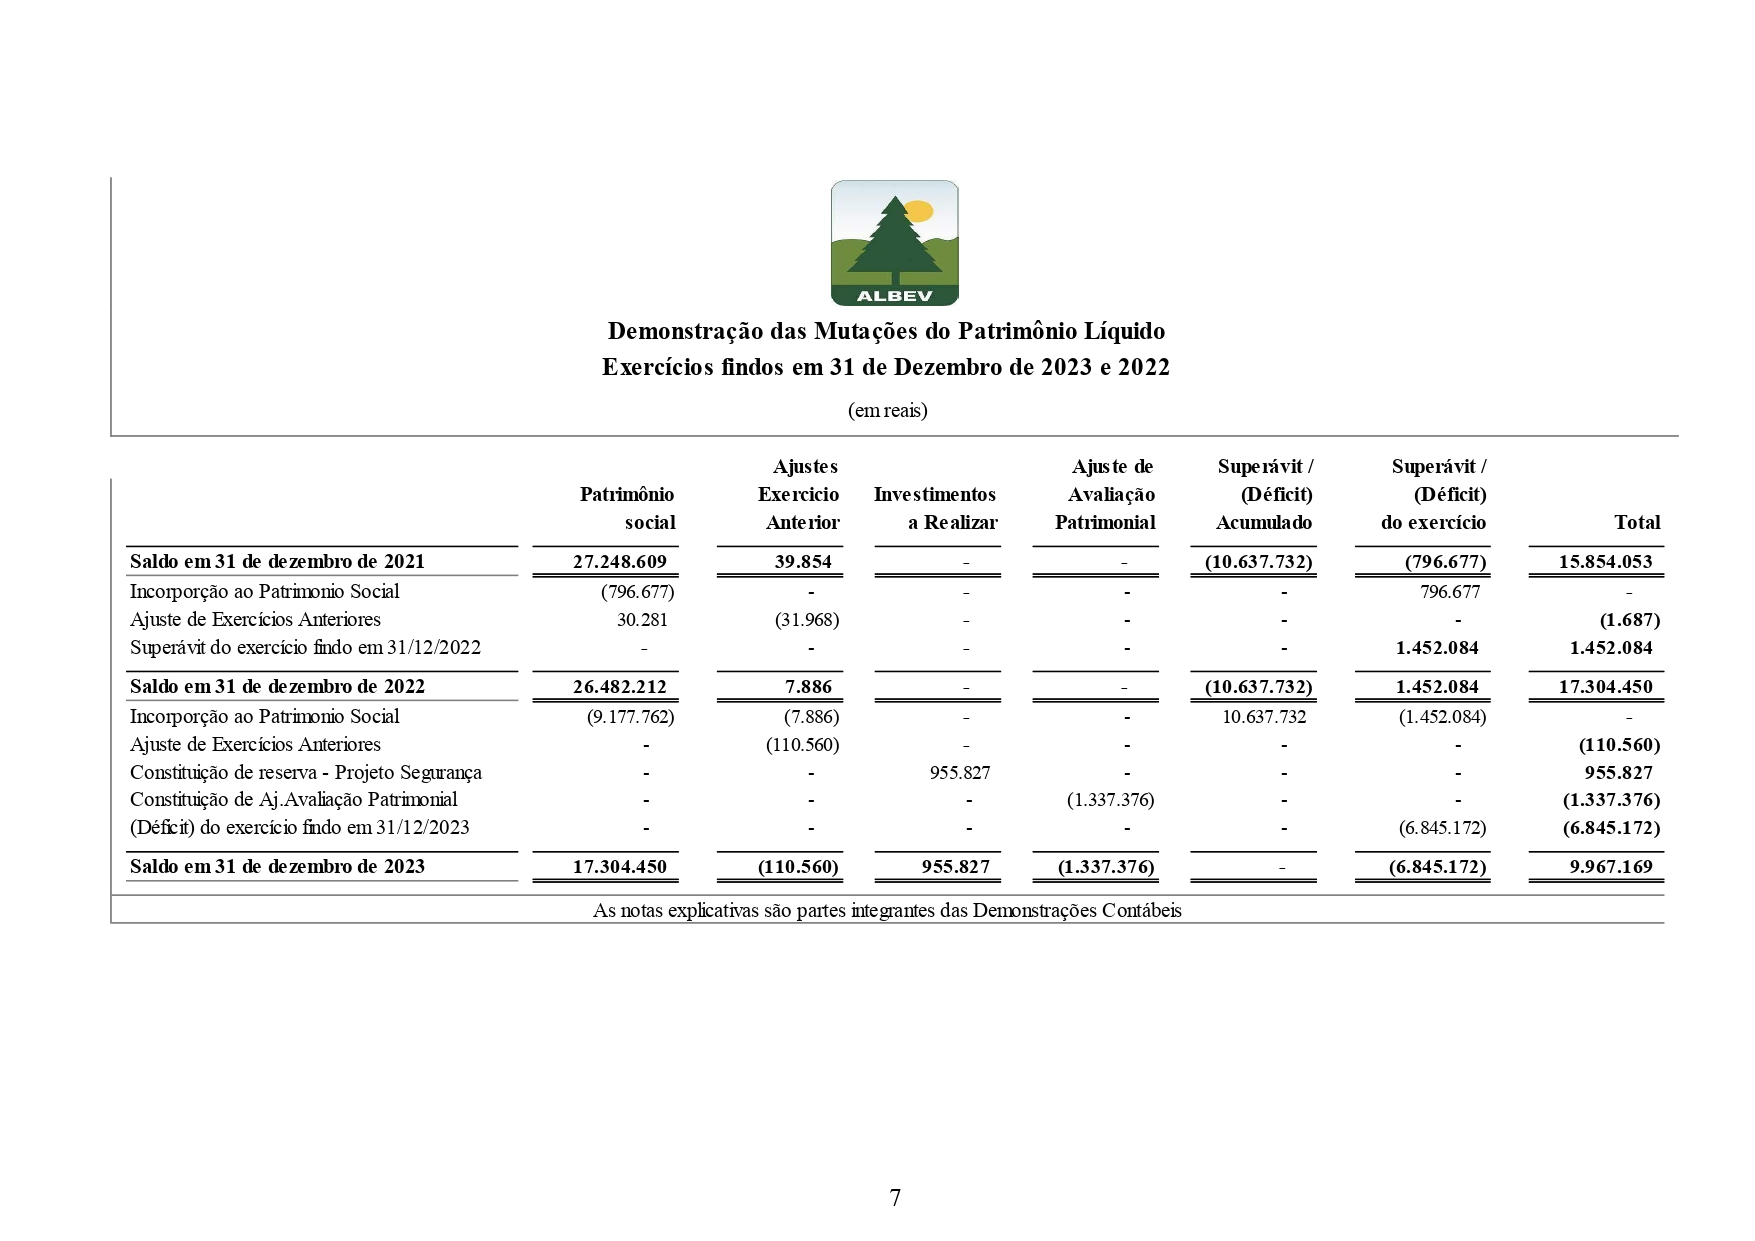 ALBEV
Demonstração das Mutações do Patrimônio Líquido
Exercícios findos em 31 de Dezembro de 2023 e 2022
(em reais)
Ajustes Ajuste de Superávit / Superávit /
Patrimônio Exercicio Investimentos Avaliação (Déficit) (Déficit)
social Anterior a Realizar Patrimonial Acumulado do exercício Total
Saldo em 31 de dezembro de 2021 27.248.609 39.854 - - (10.637.732) (796.677) 15.854.053
Incorporção ao Patrimonio Social (796.677) - - - - 796.677 -
Ajuste de Exercícios Anteriores 30.281 (31.968) - - - - (1.687)
Superávit do exercício findo em 31/12/2022 - - - - - 1.452.084 1.452.084
Saldo em 31 de dezembro de 2022 26.482.212 7.886 - - (10.637.732) 1.452.084 17.304.450
Incorporção ao Patrimonio Social (9.177.762) (7.886) - - 10.637.732 (1.452.084) -
Ajuste de Exercícios Anteriores - (110.560) - - - - (110.560)
Constituição de reserva - Projeto Segurança - - 955.827 - - - 955.827
Constituição de Aj.Avaliação Patrimonial - - - (1.337.376) - - (1.337.376)
(Déficit) do exercício findo em 31/12/2023 - - - - - (6.845.172) (6.845.172)
Saldo em 31 de dezembro de 2023 17.304.450 (110.560) 955.827 (1.337.376) - (6.845.172) 9.967.169
As notas explicativas são partes integrantes das Demonstrações Contábeis
7